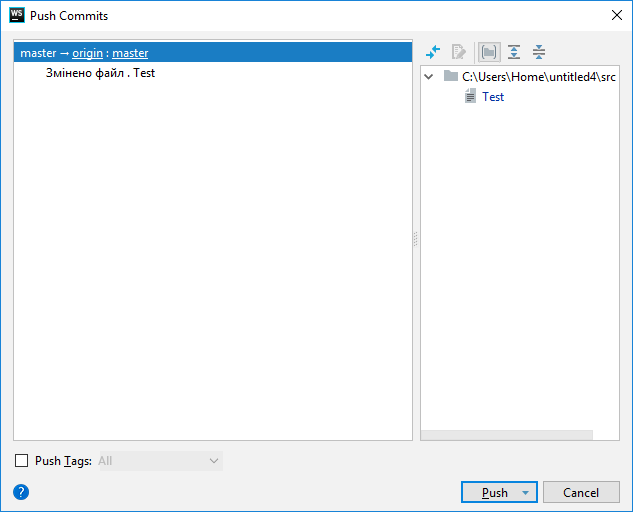 WS Push Commits
master → origin : master
Змінено файл . Test
C:\Users\Home\untitled4\src
Test
Push Tags: All
? Push Cancel